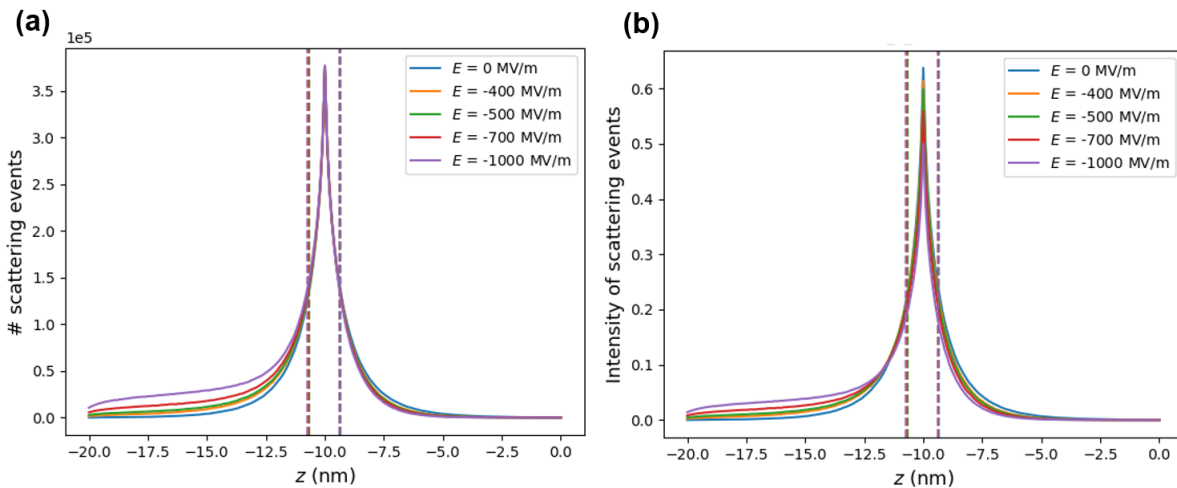 (a)
1e5
# scattering events
3.5
3.0
2.5
2.0
1.5
1.0
0.5
0.0
−20.0 −17.5 −15.0 −12.5 −10.0 −7.5 −5.0 −2.5 0.0
z (nm)
E = 0 MV/m
E = -400 MV/m
E = -500 MV/m
E = -700 MV/m
E = -1000 MV/m
(b)
Intensity of scattering events
0.6
0.5
0.4
0.3
0.2
0.1
0.0
−20.0 −17.5 −15.0 −12.5 −10.0 −7.5 −5.0 −2.5 0.0
z (nm)
E = 0 MV/m
E = -400 MV/m
E = -500 MV/m
E = -700 MV/m
E = -1000 MV/m